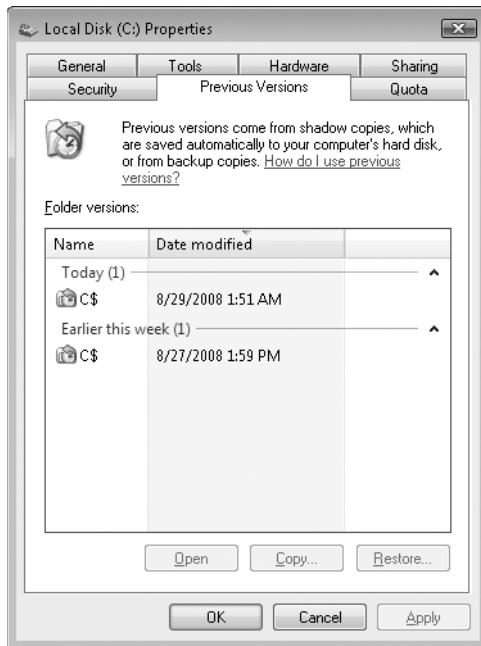 Local Disk (C:) Properties
General Tools Hardware Sharing
Security Previous Versions Quota
Previous versions come from shadow
copies, which
are saved automatically to your computer's hard disk,
or from backup copies. How do I use previous
versions?
Folder versions:
Name Date modified
Today (1)
C$ 8/29/2008 1:51 AM
Earlier this week (1)
C$ 8/27/2008 1:59 PM
Open Copy... Restore...
OK Cancel Apply